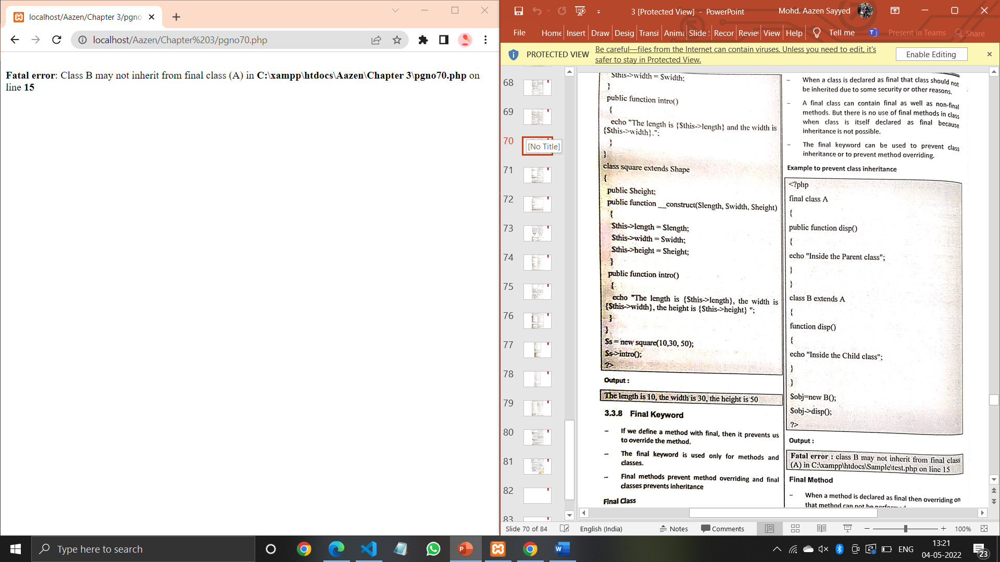 localhost/Aazen/Chapter 3/pgno
localhost/Aazen/Chapter%203/pgno70.php
Fatal error: Class B may not inherit from final class (A) in C:\xampp\htdocs\Aazen\Chapter 3\pgno70.php on
line 15
3 [Protected View] - PowerPoint
Mohd. Aazen Sayyed
File Home Insert Draw Desig Transi Anima Slide Recor Review View Help Tell me Present in Teams Share
PROTECTED VIEW
Be careful—files from the Internet can contain viruses. Unless you need to edit, it's
safer to stay in Protected View.
Enable Editing
68
69
70
[No Title]
71
72
73
74
75
76
77
78
79
80
81
82
83
$this->width = $width;
}
public function intro()
{
echo "The length is {$this->length} and the width is
{$this->width}.";
}
}
class square extends Shape
{
public $height;
public function __construct($length, $width, $height)
{
$this->length = $length;
$this->width = $width;
$this->height = $height;
}
public function intro()
{
echo "The length is {$this->length}, the width is
{$this->width}, the height is {$this->height} ";
}
}
$s = new square(10,30, 50);
$s->intro();
?>
Output :
The length is 10, the width is 30, the height is 50
3.3.8 Final Keyword
– If we define a method with final, then it prevents us
to override the method.
– The final keyword is used only for methods and
classes.
– Final methods prevent method overriding and final
classes prevents inheritance
Final Class
– When a class is declared as final that class should not
be inherited due to some security or other reasons.
– A final class can contain final as well as non-final
methods. But there is no use of final methods in class
when class is itself declared as final because
inheritance is not possible.
– The final keyword can be used to prevent class
inheritance or to prevent method overriding.
Example to prevent class inheritance
<?php
final class A
{
public function disp()
{
echo "Inside the Parent class";
}
}
class B extends A
{
function disp()
{
echo "Inside the Child class";
}
}
$obj=new B();
$obj->disp();
?>
Output :
Fatal error : class B may not inherit from final class
(A) in C:\xampp\htdocs\Sample\test.php on line 15
Final Method
– When a method is declared as final then overriding on
that method can not be performed
Slide 70 of 84
English (India)
Notes
Comments
100%
Type here to search
ENG
13:21
04-05-2022
23